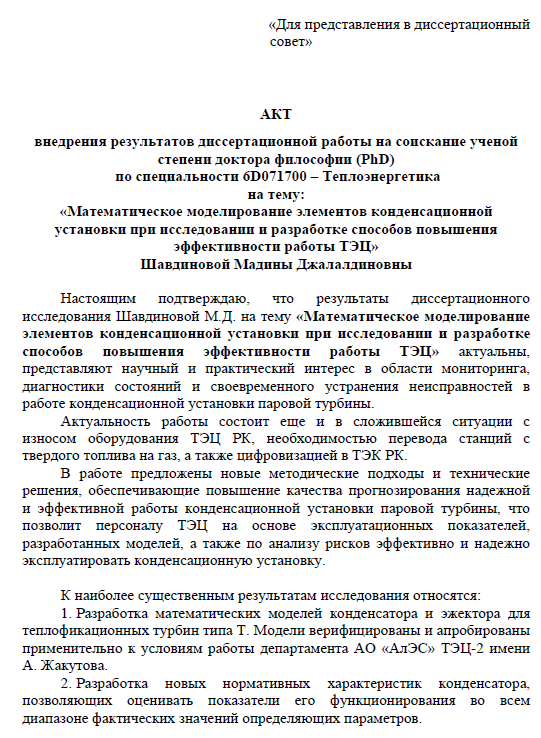 «Для представления в диссертационный
совет»
АКТ
внедрения результатов диссертационной работы на соискание ученой
степени доктора философии (PhD)
по специальности 6D071700 – Теплоэнергетика
на тему:
«Математическое моделирование элементов конденсационной
установки при исследовании и разработке способов повышения
эффективности работы ТЭЦ»
Шавдиновой Мадины Джалалдиновны
Настоящим подтверждаю, что результаты диссертационного
исследования Шавдиновой М.Д. на тему «Математическое моделирование
элементов конденсационной установки при исследовании и разработке
способов повышения эффективности работы ТЭЦ» актуальны,
представляют научный и практический интерес в области мониторинга,
диагностики состояний и своевременного устранения неисправностей в
работе конденсационной установки паровой турбины.
Актуальность работы состоит еще и в сложившейся ситуации с
износом оборудования ТЭЦ РК, необходимостью перевода станций с
твердого топлива на газ, а также цифровизацией в ТЭК РК.
В работе предложены новые методические подходы и технические
решения, обеспечивающие повышение качества прогнозирования надежной
и эффективной работы конденсационной установки паровой турбины, что
позволит персоналу ТЭЦ на основе эксплуатационных показателей,
разработанных моделей, а также по анализу рисков эффективно и надежно
эксплуатировать конденсационную установку.
К наиболее существенным результатам исследования относятся:
1. Разработка математических моделей конденсатора и эжектора для
теплофикационных турбин типа Т. Модели верифицированы и апробированы
применительно к условиям работы департамента АО «АлЭС» ТЭЦ-2 имени
А. Жакутова.
2. Разработка новых нормативных характеристик конденсатора,
позволяющих оценивать показатели его функционирования во всем
диапазоне фактических значений определяющих параметров.